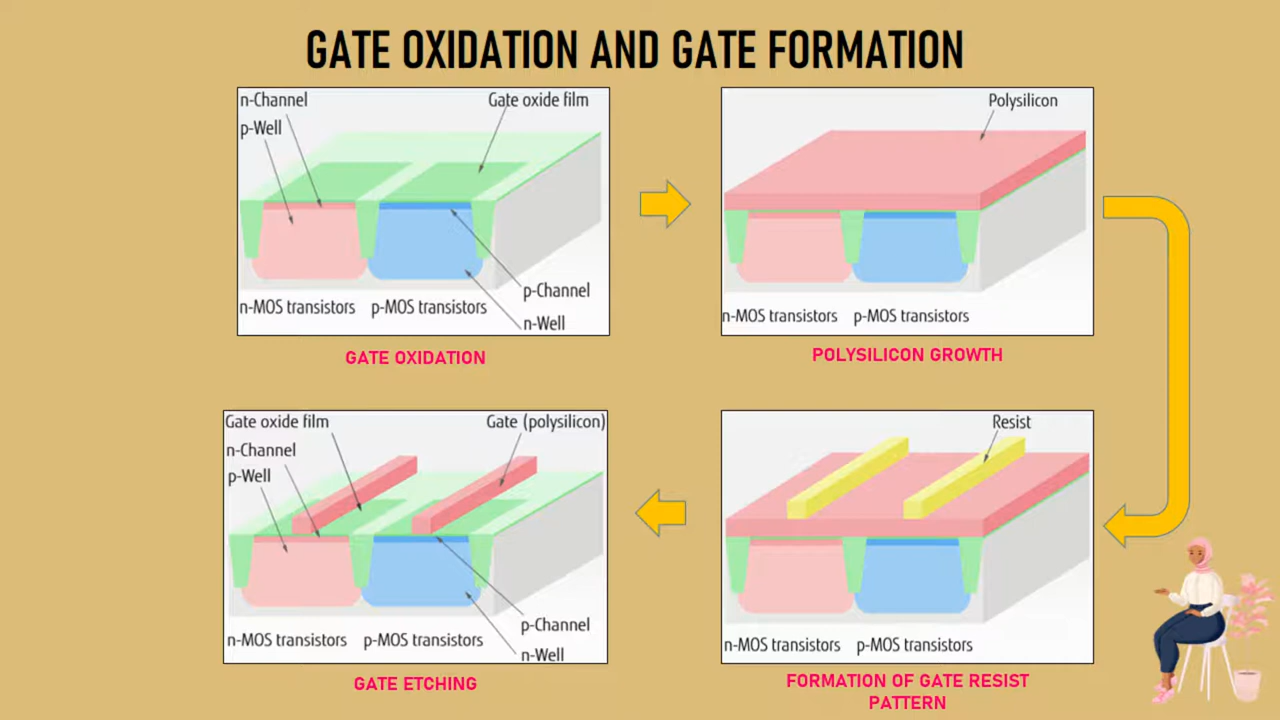 GATE OXIDATION AND GATE FORMATION
n-Channel
Gate oxide film
p-Well
p-Channel
n-MOS transistors p-MOS transistors
n-Well
GATE OXIDATION
Polysilicon
n-MOS transistors p-MOS transistors
POLYSILICON GROWTH
Gate oxide film
Gate (polysilicon)
n-Channel
p-Well
p-Channel
n-MOS transistors p-MOS transistors
n-Well
GATE ETCHING
Resist
n-MOS transistors p-MOS transistors
FORMATION OF GATE RESIST
PATTERN